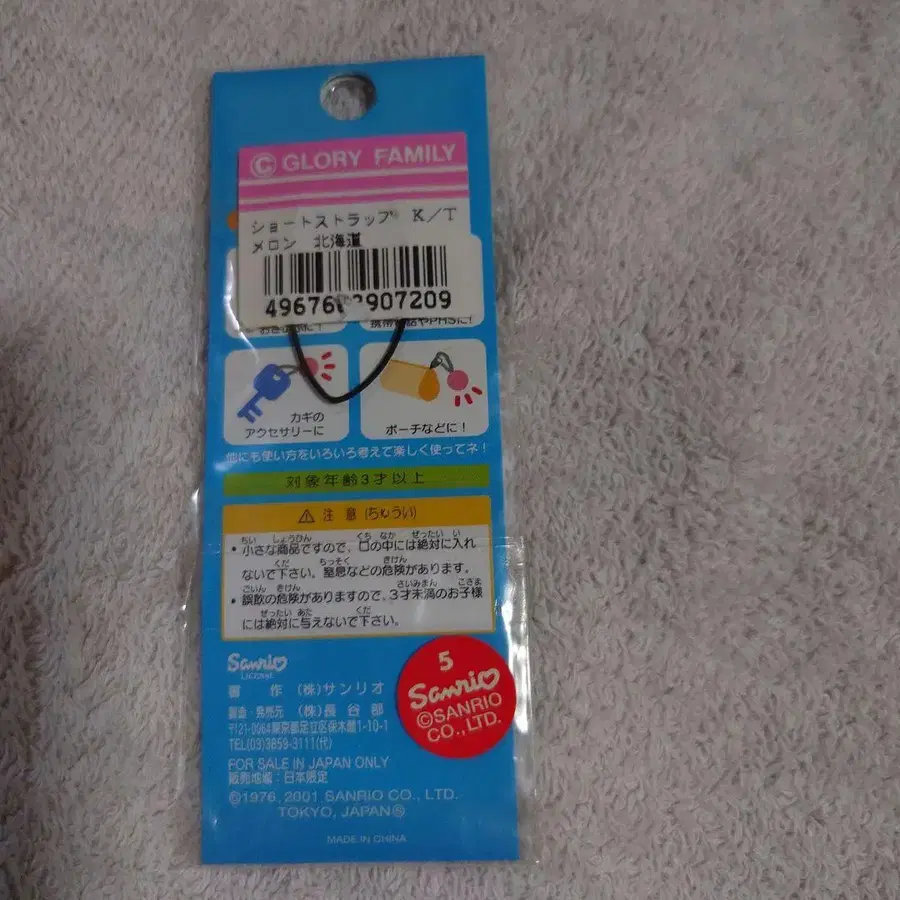 © GLORY FAMILY
ショートストラップ K/T
メロン 北海道
カギの
アクセサリーに
ポーチなどに!
他にも使い方をいろいろ考えて楽しく使ってネ!
対象年齢3才以上
⚠ 注意(ちゅうい)
・小さな商品ですので、口の中には絶対に入れ
ないで下さい。窒息などの危険があります。
・誤飲の危険がありますので、3才未満のお子様
には絶対に与えないで下さい。
Sanrio
LICENSE
著作 (株)サンリオ
製造・発売元 (株)長谷部
〒121-0064東京都足立区保木間1-10-1
TEL(03)3859-3111(代)
FOR SALE IN JAPAN ONLY
販売地域:日本限定
©1976, 2001 SANRIO CO., LTD.
TOKYO, JAPAN Ⓢ
MADE IN CHINA
5
Sanrio
©SANRIO
CO., LTD.